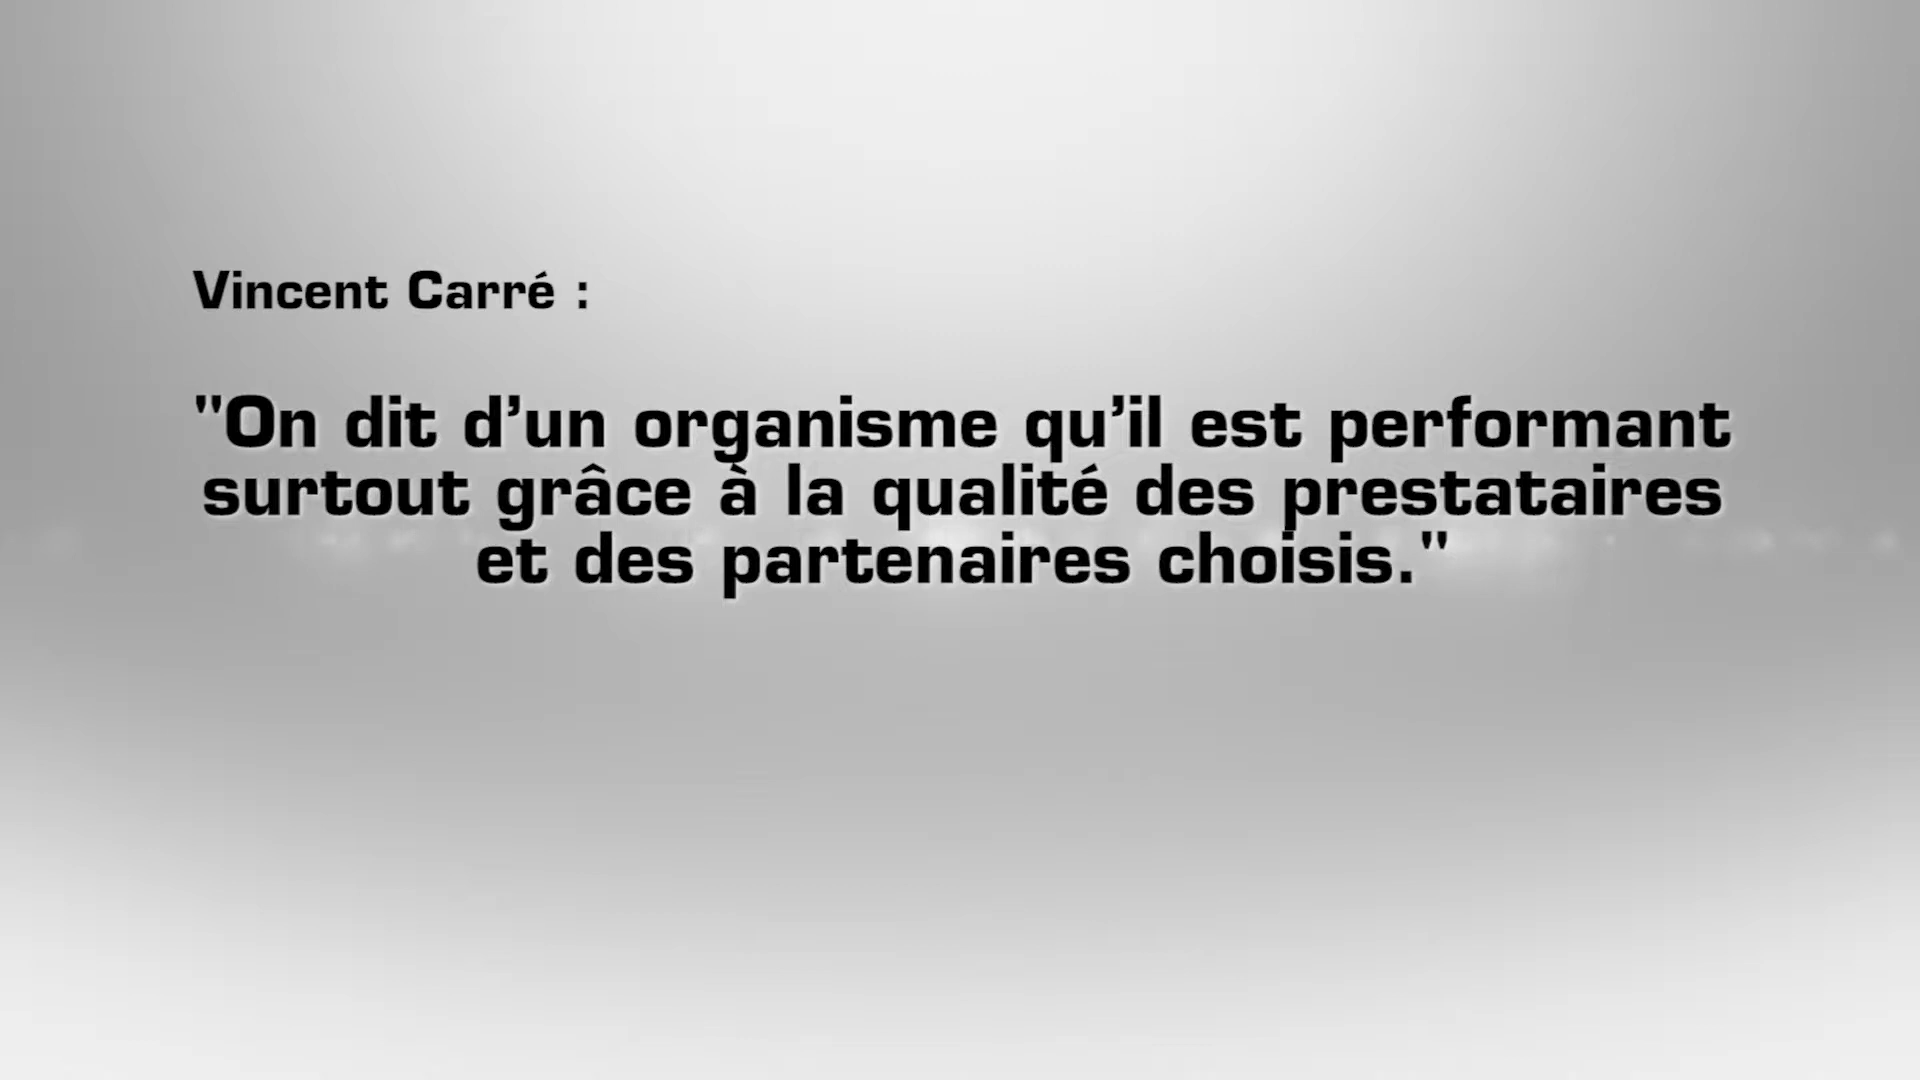 Vincent Carré :
"On dit d’un organisme qu’il est performant
surtout grâce à la qualité des prestataires
et des partenaires choisis."